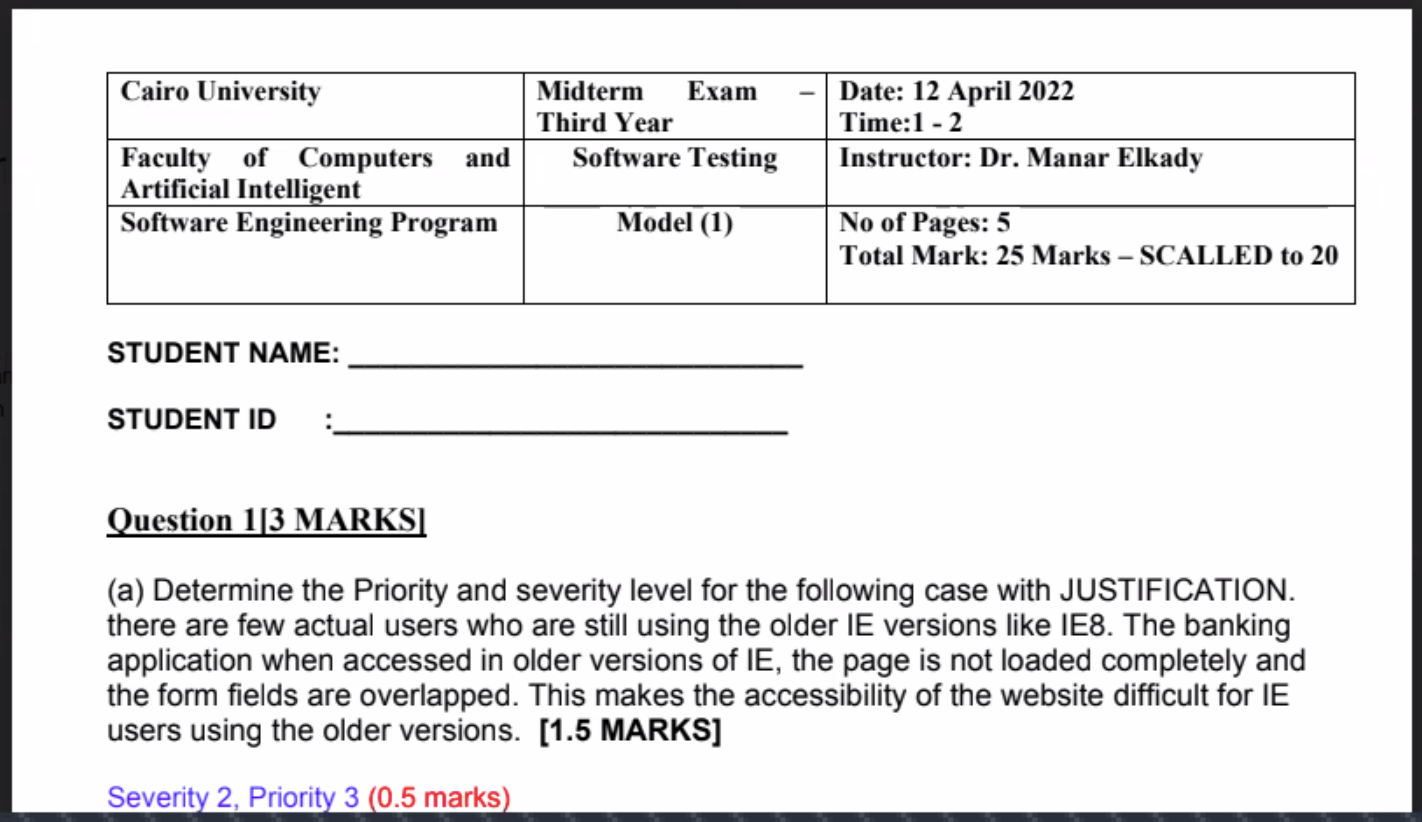 Cairo University
Midterm Exam –
Third Year
Date: 12 April 2022
Time:1 - 2
Faculty of Computers and
Artificial Intelligent
Software Testing
Instructor: Dr. Manar Elkady
Software Engineering Program
Model (1)
No of Pages: 5
Total Mark: 25 Marks – SCALLED to 20
STUDENT NAME: ______________________________
STUDENT ID :______________________________
Question 1[3 MARKS]
(a) Determine the Priority and severity level for the following case with JUSTIFICATION.
there are few actual users who are still using the older IE versions like IE8. The banking
application when accessed in older versions of IE, the page is not loaded completely and
the form fields are overlapped. This makes the accessibility of the website difficult for IE
users using the older versions. [1.5 MARKS]
Severity 2, Priority 3 (0.5 marks)